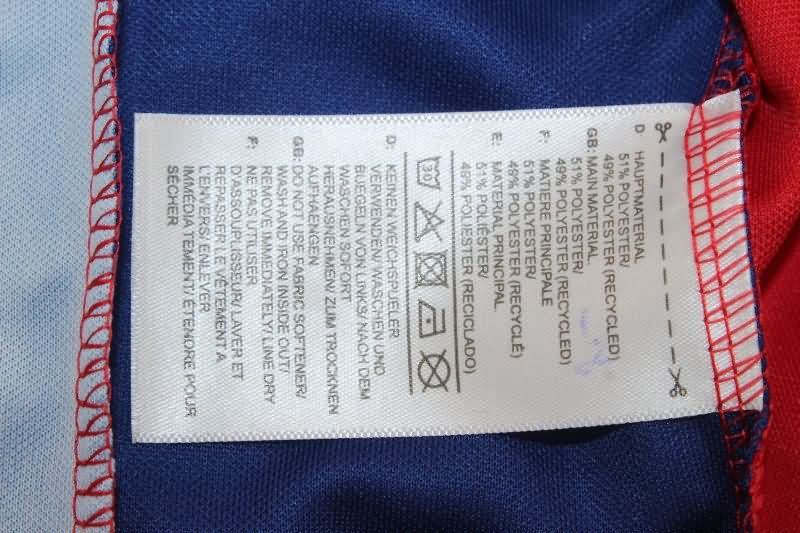 D: HAUPTMATERIAL
51% POLYESTER/
49% POLYESTER (RECYCLED)
GB: MAIN MATERIAL
51% POLYESTER/
49% POLYESTER (RECYCLED)
F: MATIERE PRINCIPALE
51% POLYESTER/
49% POLYESTER (RECYCLÉ)
E: MATERIAL PRINCIPAL
51% POLIÉSTER/
49% POLIÉSTER (RECICLADO)
30
D: KEINEN WEICHSPUELER
VERWENDEN/ WASCHEN UND
BUEGELN VON LINKS/ NACH DEM
WASCHEN SOFORT
HERAUSNEHMEN/ ZUM TROCKNEN
AUFHAENGEN
GB: DO NOT USE FABRIC SOFTENER/
WASH AND IRON INSIDE OUT/
REMOVE IMMEDIATELY/ LINE DRY
F: NE PAS UTILISER
D'ASSOUPLISSEUR/ LAVER ET
REPASSER LE VÊTEMENT A
L'ENVERS/ ENLEVER
IMMÉDIATEMENT/ ÉTENDRE POUR
SÉCHER